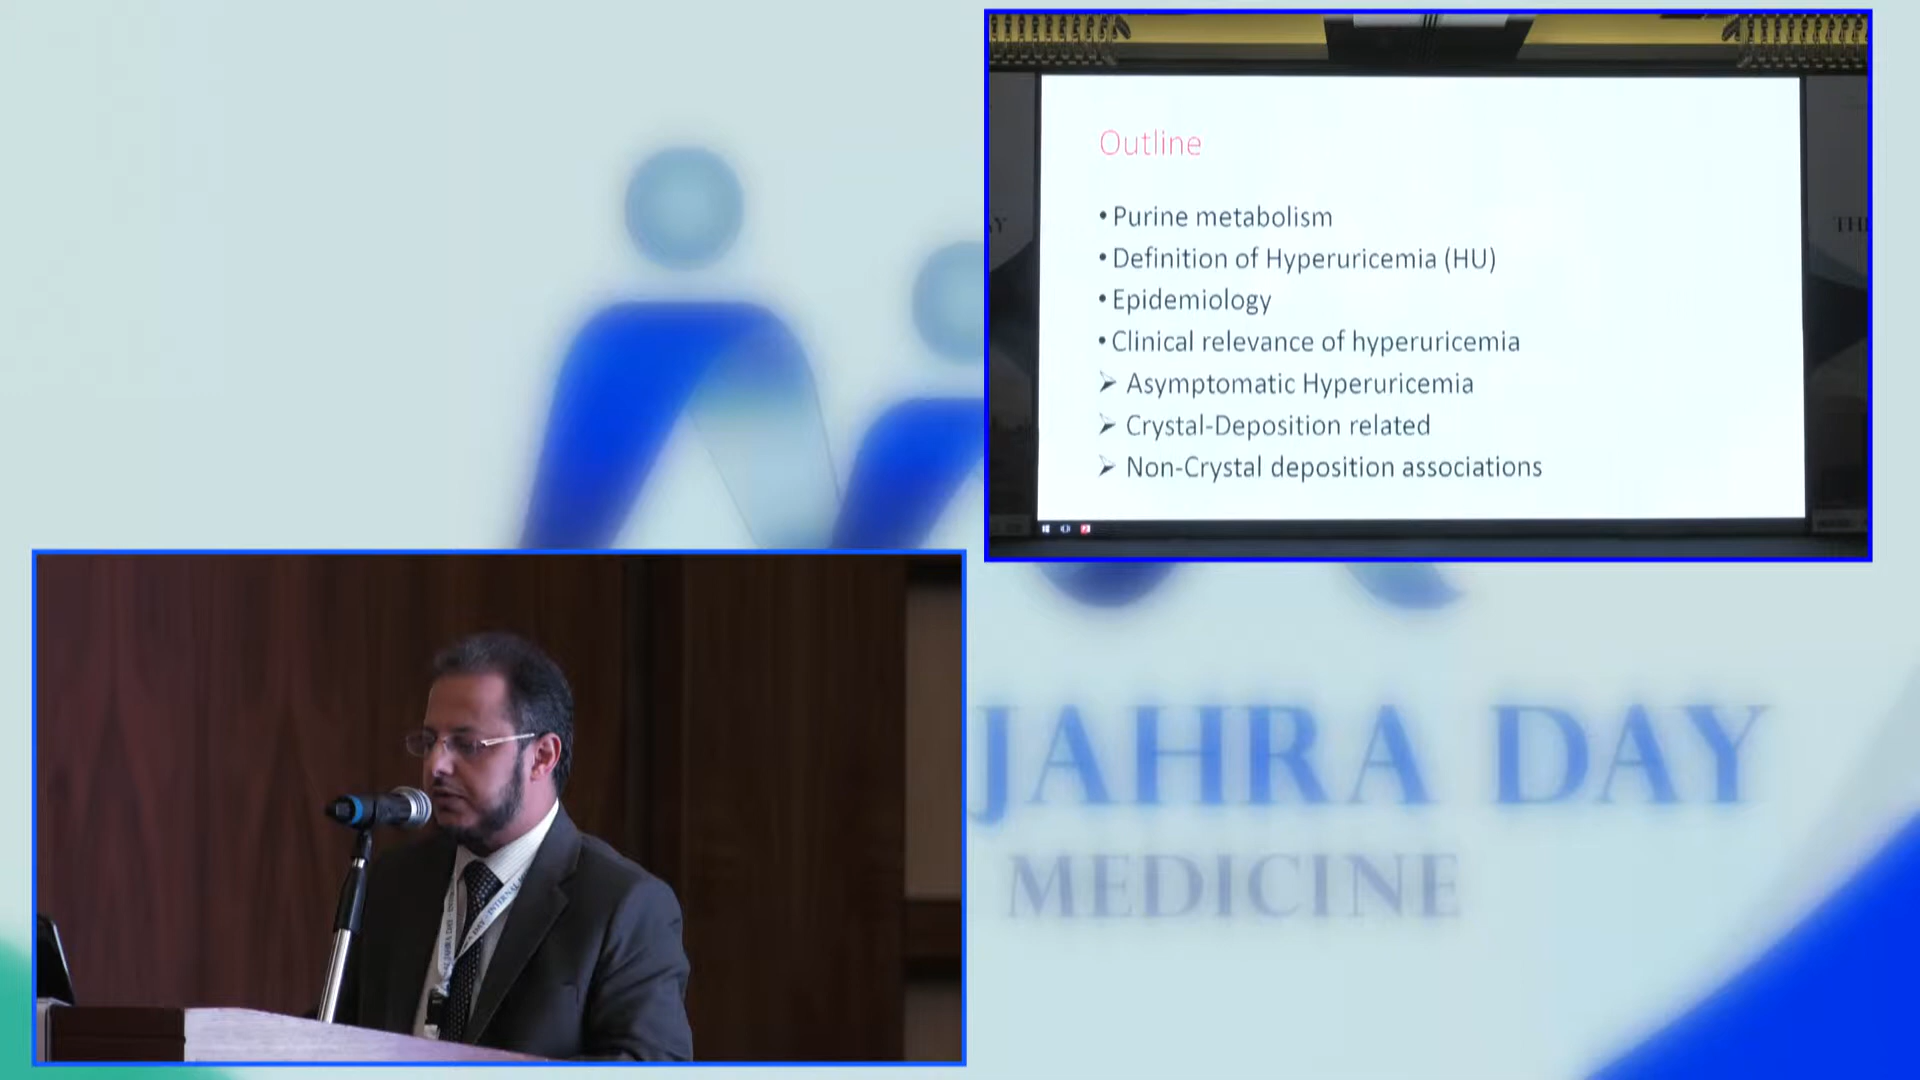 Outline
• Purine metabolism
• Definition of Hyperuricemia (HU)
• Epidemiology
• Clinical relevance of hyperuricemia
➢ Asymptomatic Hyperuricemia
➢ Crystal-Deposition related
➢ Non-Crystal deposition associations
JAHRA DAY
MEDICINE